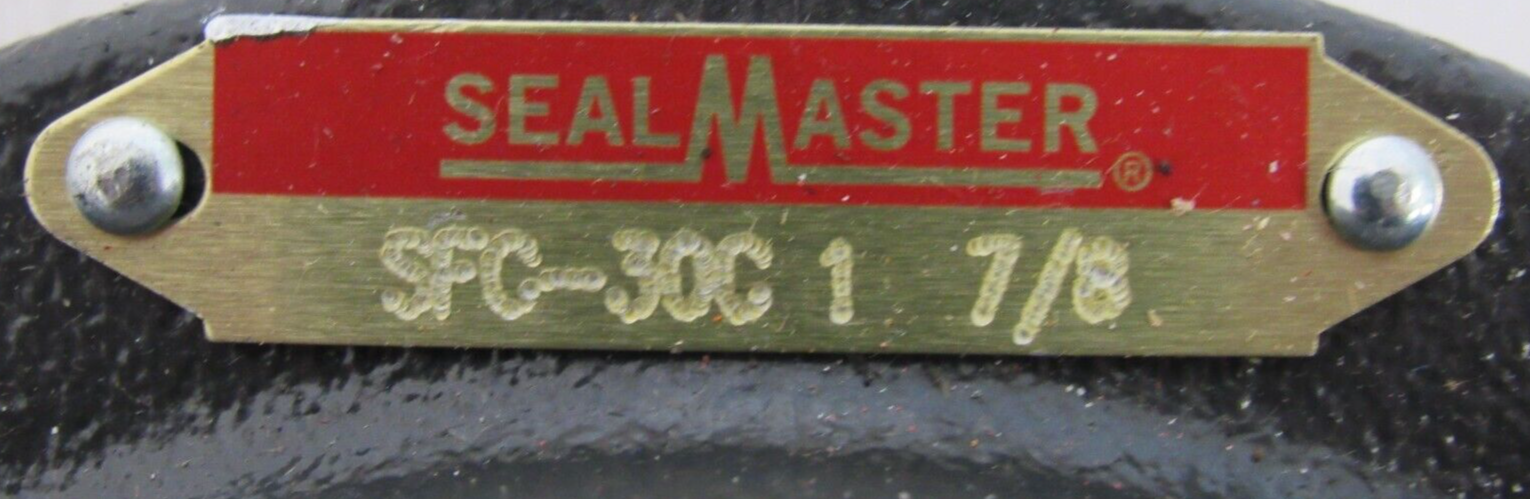 SEALMASTER®
SFC-30C 1 7/8